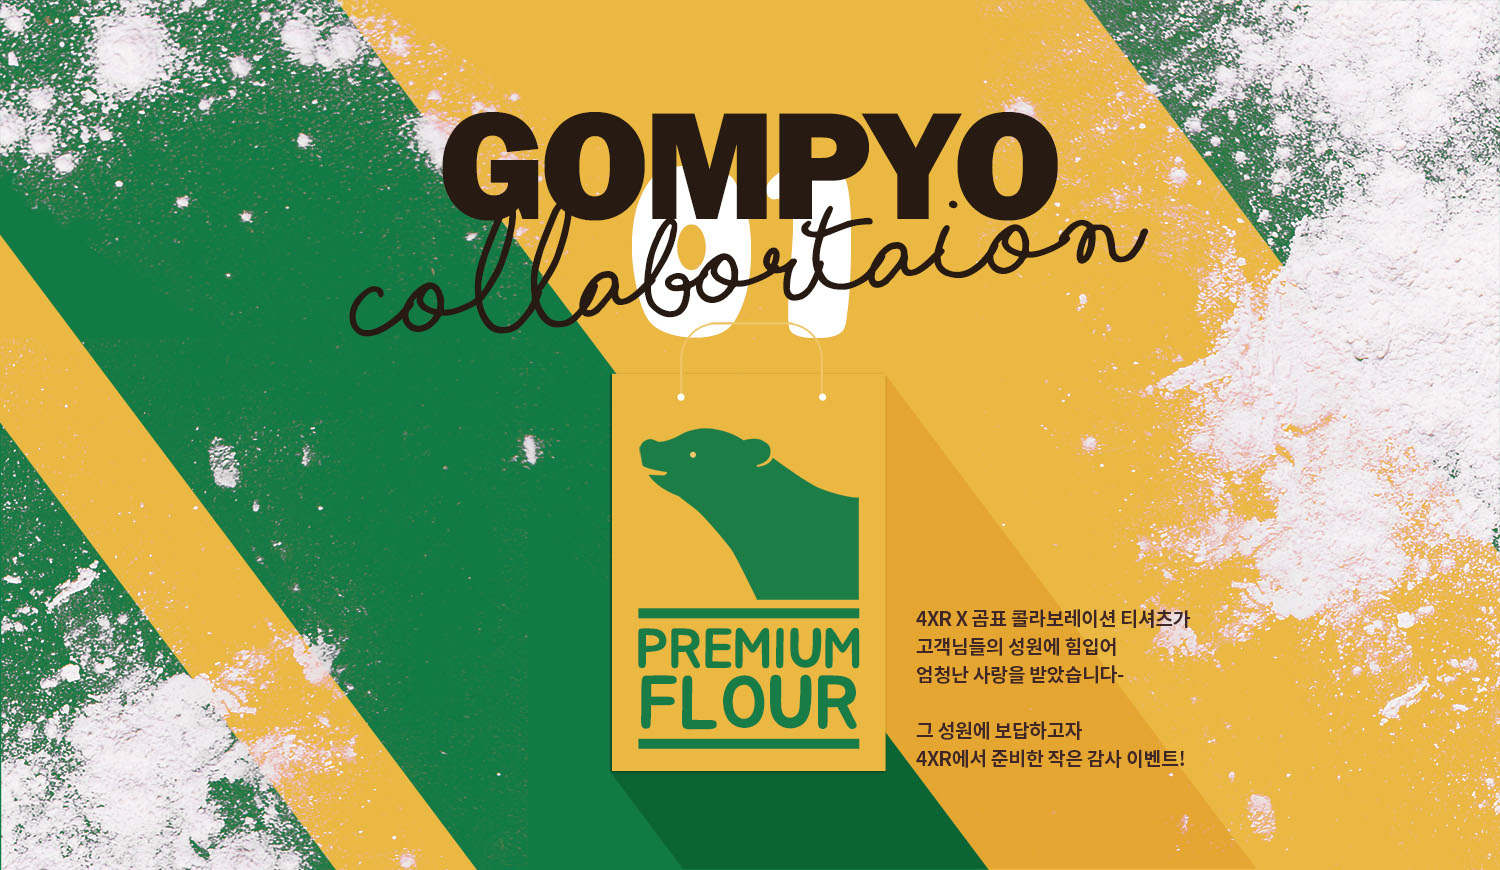 GOMPYO
01
collabortaion
PREMIUM
FLOUR
4XR X 곰표 콜라보레이션 티셔츠가
고객님들의 성원에 힘입어
엄청난 사랑을 받았습니다-
그 성원에 보답하고자
4XR에서 준비한 작은 감사 이벤트!